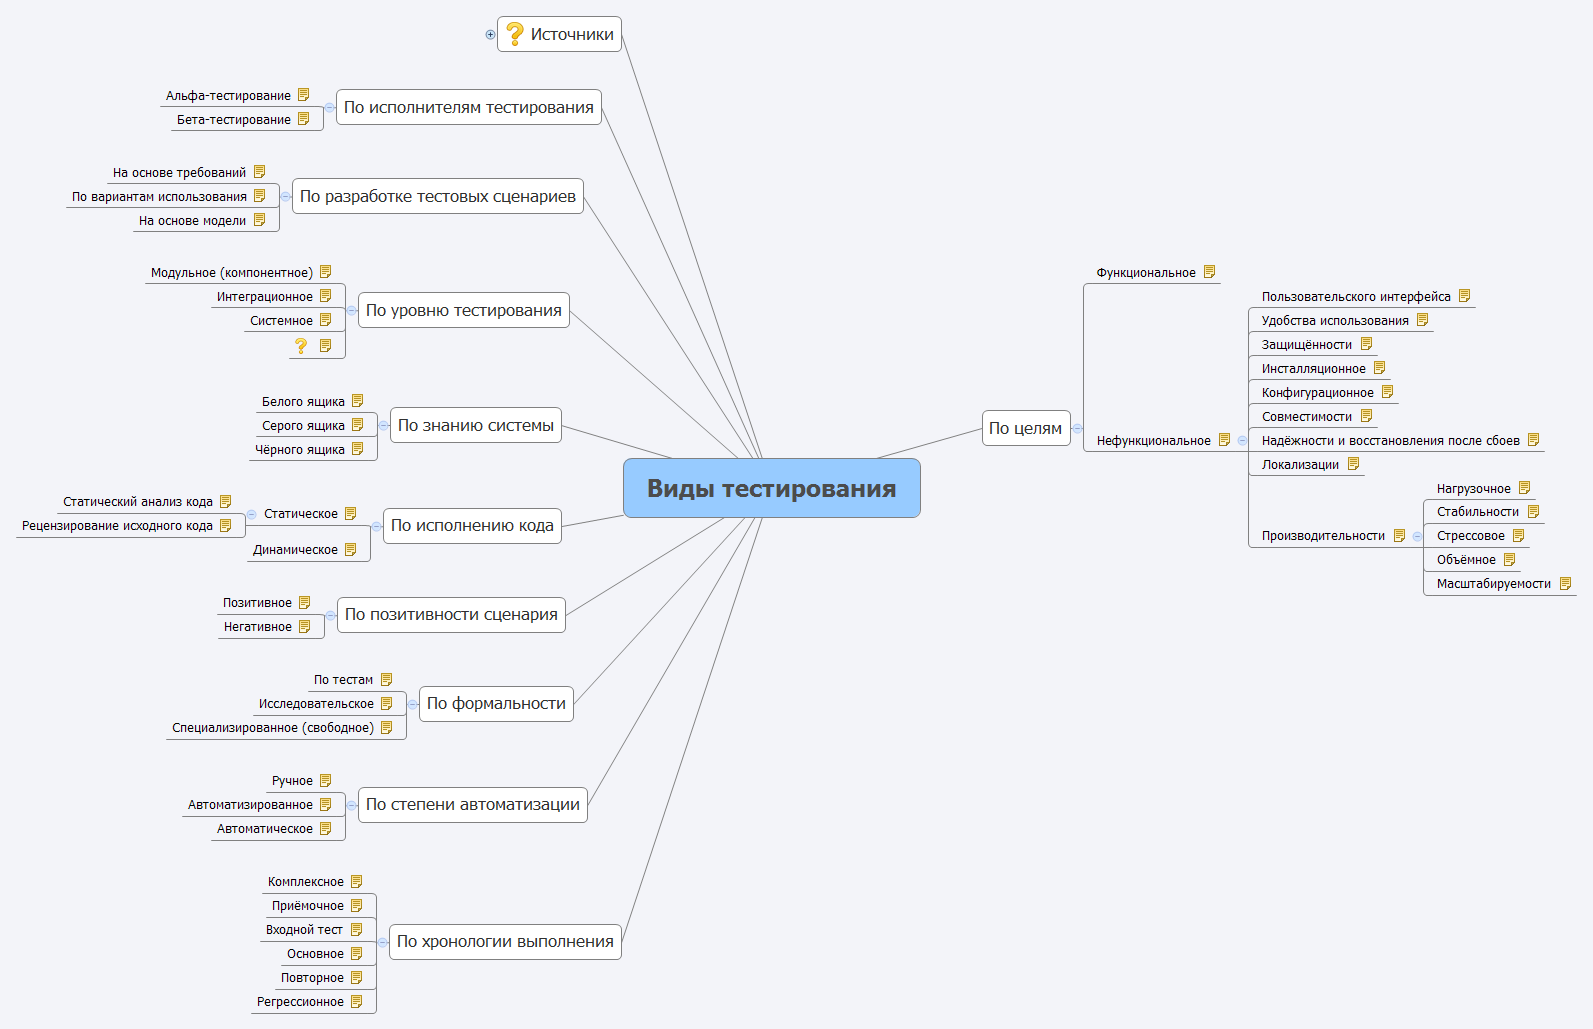 Источники
По исполнителям тестирования
Альфа-тестирование
Бета-тестирование
По разработке тестовых сценариев
На основе требований
По вариантам использования
На основе модели
По уровню тестирования
Модульное (компонентное)
Интеграционное
Системное
По знанию системы
Белого ящика
Серого ящика
Чёрного ящика
По исполнению кода
Статическое
Статический анализ кода
Рецензирование исходного кода
Динамическое
По позитивности сценария
Позитивное
Негативное
По формальности
По тестам
Исследовательское
Специализированное (свободное)
По степени автоматизации
Ручное
Автоматизированное
Автоматическое
По хронологии выполнения
Комплексное
Приёмочное
Входной тест
Основное
Повторное
Регрессионное
Виды тестирования
По целям
Функциональное
Нефункциональное
Пользовательского интерфейса
Удобства использования
Защищённости
Инсталляционное
Конфигурационное
Совместимости
Надёжности и восстановления после сбоев
Локализации
Производительности
Нагрузочное
Стабильности
Стрессовое
Объёмное
Масштабируемости